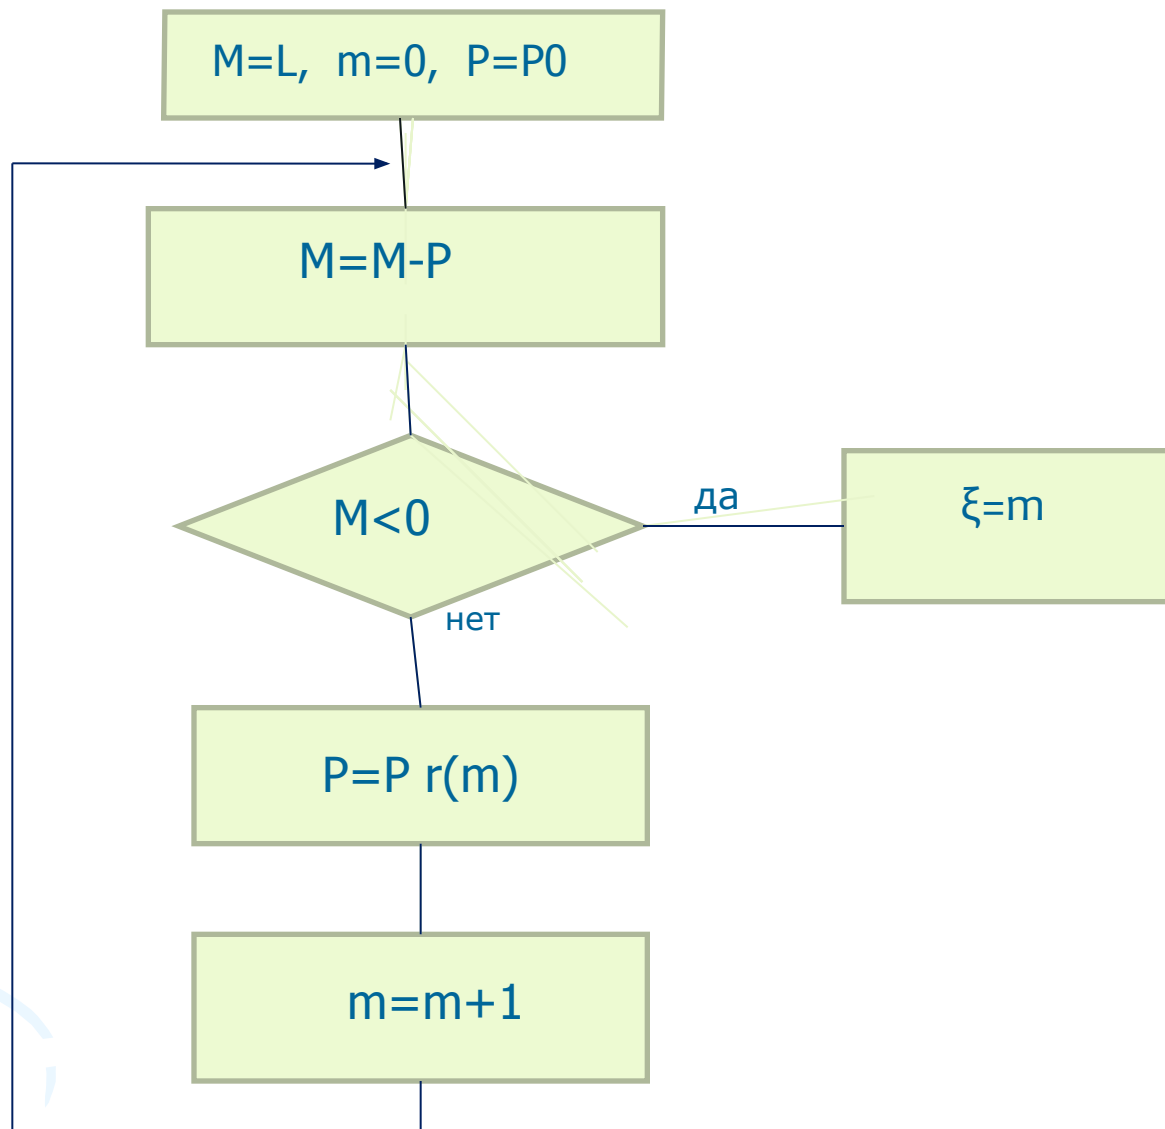 M=L, m=0, P=P0
M=M-P
M<0
да
ξ=m
нет
P=P r(m)
m=m+1